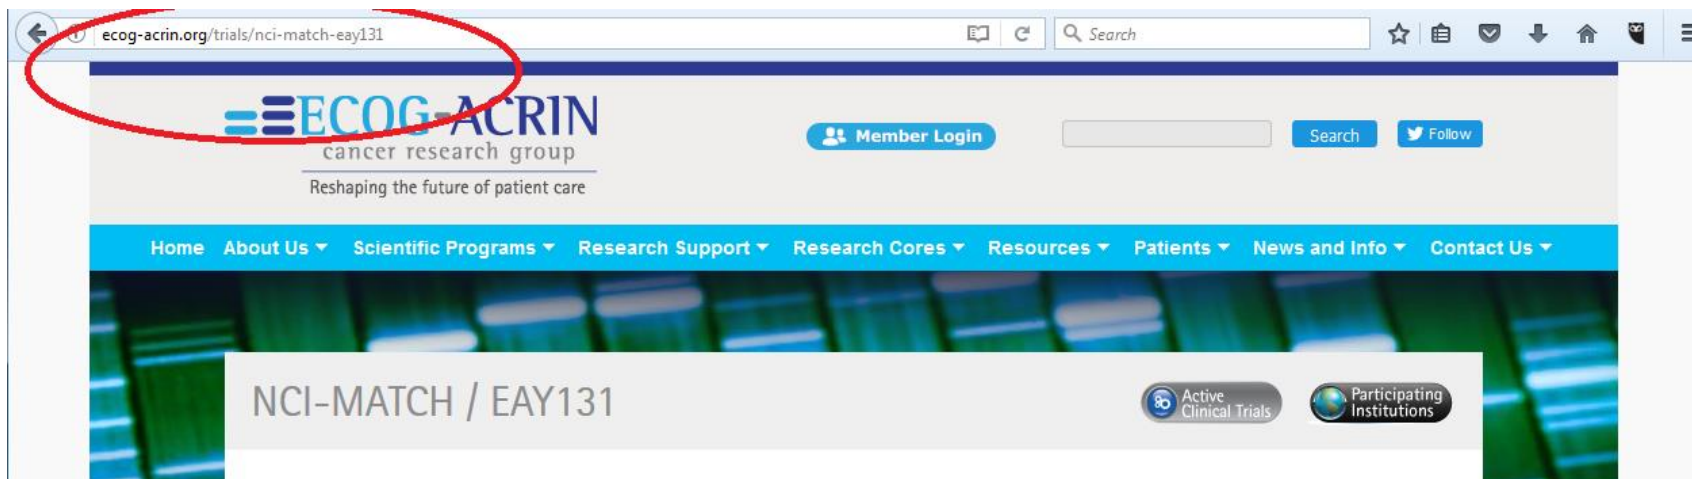 ecog-acrin.org/trials/nci-match-eay131
Search
ECOG-ACRIN
cancer research group
Reshaping the future of patient care
Member Login
Search
Follow
Home About Us Scientific Programs Research Support Research Cores Resources Patients News and Info Contact Us
NCI-MATCH / EAY131
Active
Clinical Trials
Participating
Institutions